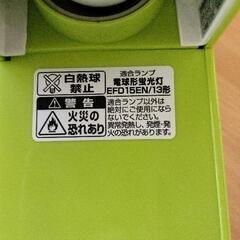 白熱球
禁止
警告
火災の
恐れあり
適合ランプ
電球形蛍光灯
EFD15EN/13形
適合ランプ以外は
絶対にご使用になら
ないでください。
異常発熱し、発煙・発
火の恐れがあります。